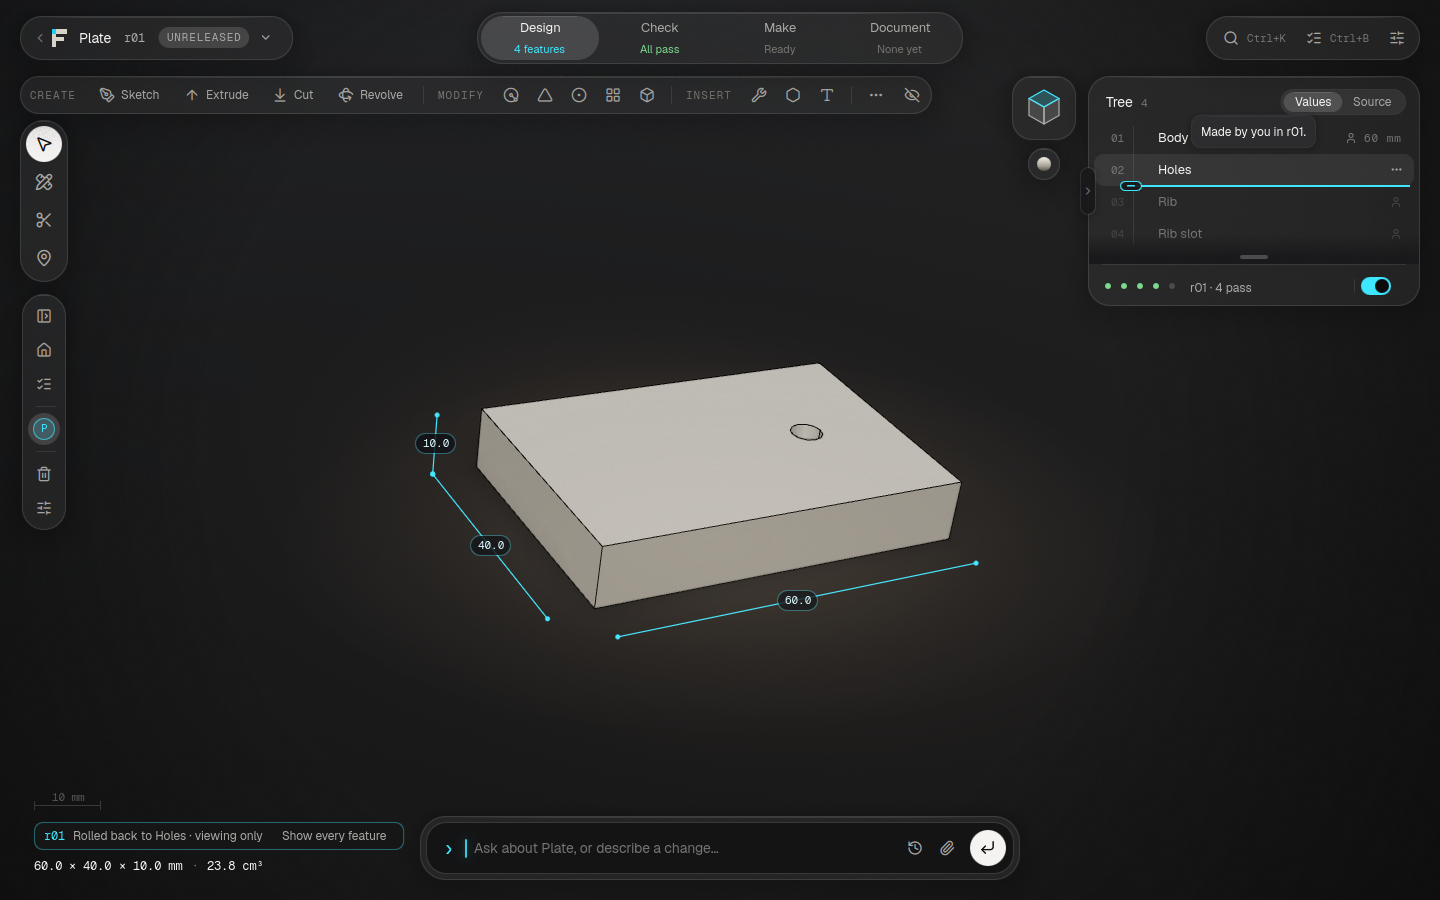 Plate r01 UNRELEASED
Design
4 features
Check
All pass
Make
Ready
Document
None yet
Ctrl+K
Ctrl+B
CREATE Sketch Extrude Cut Revolve MODIFY INSERT
Tree 4
Values Source
01 Body 60 mm
Made by you in r01.
02 Holes
03 Rib
04 Rib slot
r01 · 4 pass
P
10.0
40.0
60.0
10 mm
r01 Rolled back to Holes · viewing only Show every feature
60.0 × 40.0 × 10.0 mm · 23.8 cm³
Ask about Plate, or describe a change…